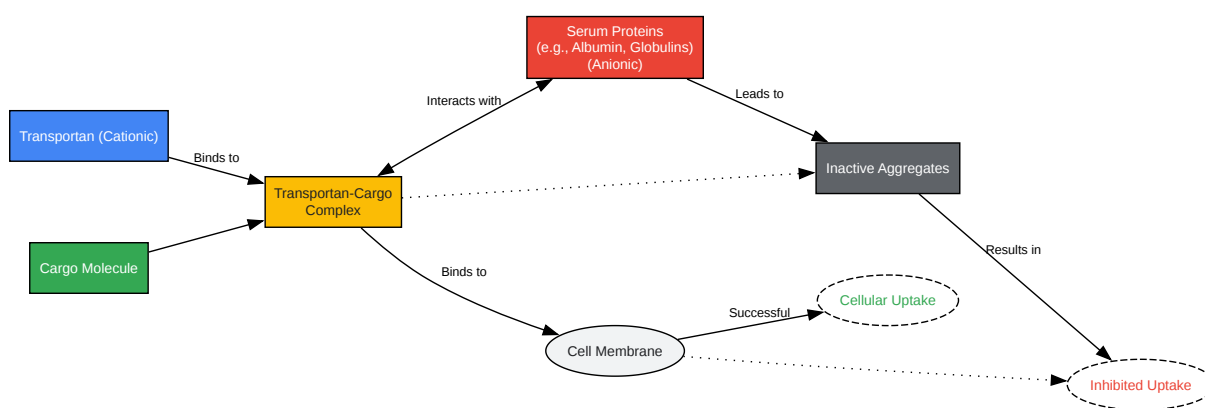 Serum Proteins
(e.g., Albumin, Globulins)
(Anionic)
Interacts with
Leads to
Transportan (Cationic)
Binds to
Inactive Aggregates
Transportan-Cargo
Complex
Cargo Molecule
Results in
Binds to
Cellular Uptake
Successful
Cell Membrane
Inhibited Uptake